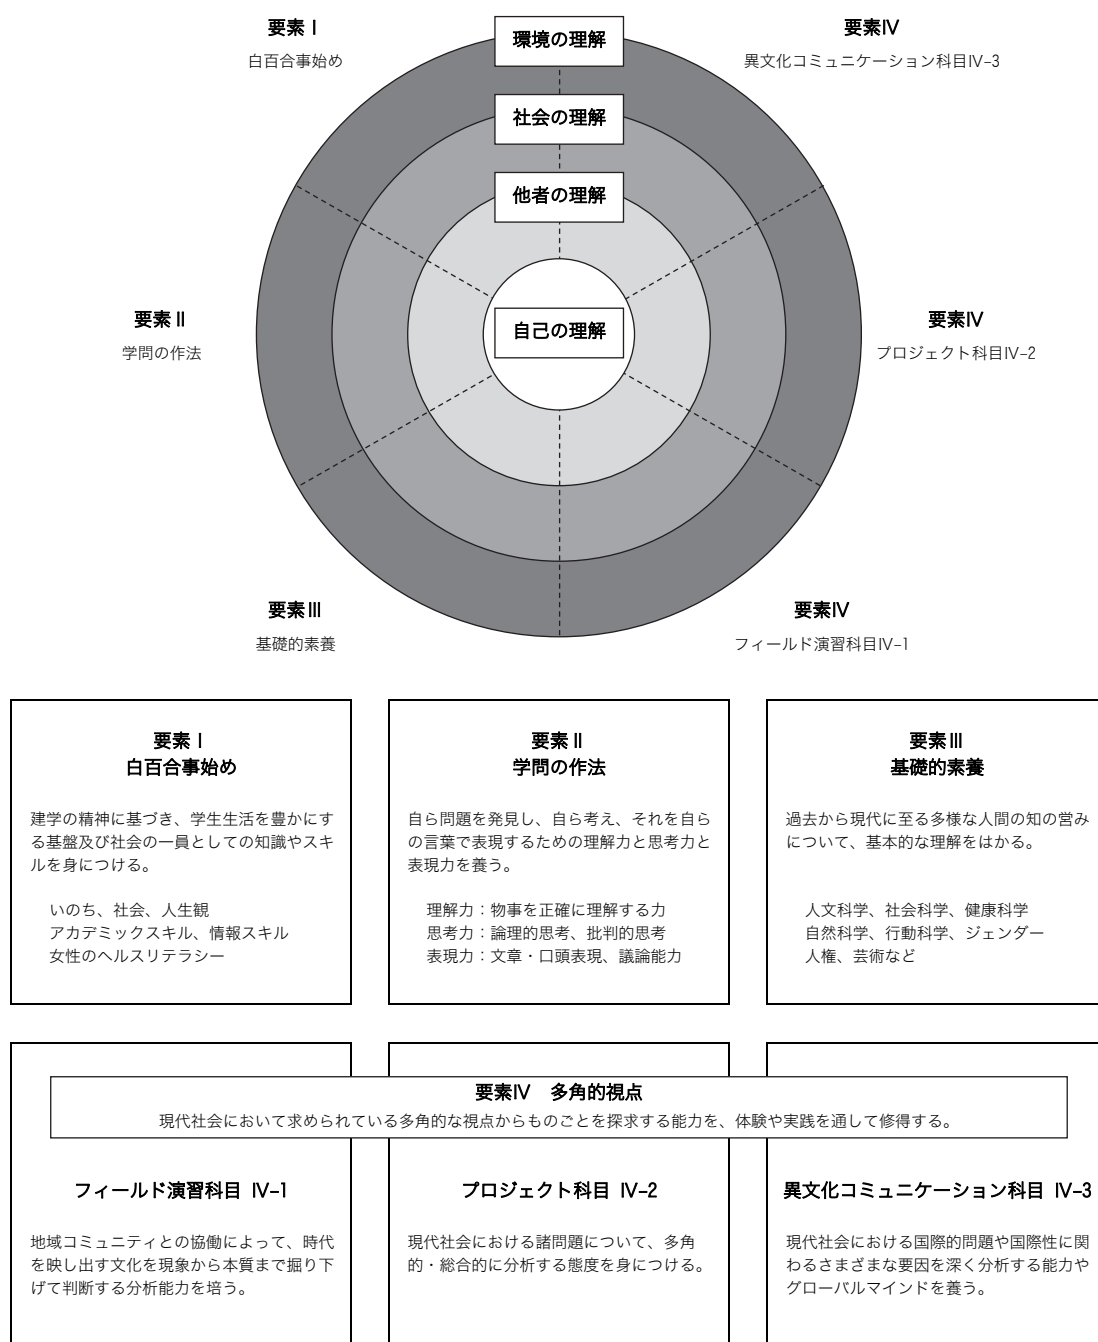 要素Ⅰ
白百合事始め
要素Ⅳ
異文化コミュニケーション科目Ⅳ−3
環境の理解
社会の理解
他者の理解
自己の理解
要素Ⅱ
学問の作法
要素Ⅳ
プロジェクト科目Ⅳ−2
要素Ⅲ
基礎的素養
要素Ⅳ
フィールド演習科目Ⅳ−1
要素Ⅰ
白百合事始め
建学の精神に基づき、学生生活を豊かにす
る基盤及び社会の一員としての知識やスキ
ルを身につける。
いのち、社会、人生観
アカデミックスキル、情報スキル
女性のヘルスリテラシー
要素Ⅱ
学問の作法
自ら問題を発見し、自ら考え、それを自ら
の言葉で表現するための理解力と思考力と
表現力を養う。
理解力：物事を正確に理解する力
思考力：論理的思考、批判的思考
表現力：文章・口頭表現、議論能力
要素Ⅲ
基礎的素養
過去から現代に至る多様な人間の知の営み
について、基本的な理解をはかる。
人文科学、社会科学、健康科学
自然科学、行動科学、ジェンダー
人権、芸術など
要素Ⅳ　多角的視点
現代社会において求められている多角的な視点からものごとを探求する能力を、体験や実践を通して修得する。
フィールド演習科目 Ⅳ−1
地域コミュニティとの協働によって、時代
を映し出す文化を現象から本質まで掘り下
げて判断する分析能力を培う。
プロジェクト科目 Ⅳ−2
現代社会における諸問題について、多角
的・総合的に分析する態度を身につける。
異文化コミュニケーション科目 Ⅳ−3
現代社会における国際的問題や国際性に関
わるさまざまな要因を深く分析する能力や
グローバルマインドを養う。